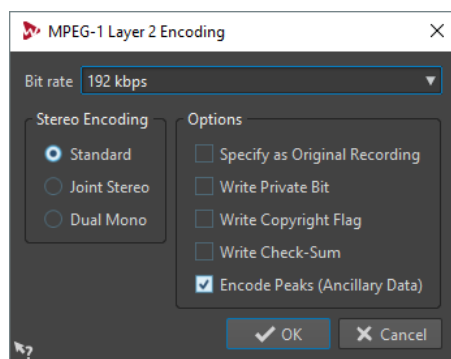 MPEG-1 Layer 2 Encoding
Bit rate 192 kbps
Stereo Encoding
Standard
Joint Stereo
Dual Mono
Options
Specify as Original Recording
Write Private Bit
Write Copyright Flag
Write Check-Sum
Encode Peaks (Ancillary Data)
OK Cancel
?